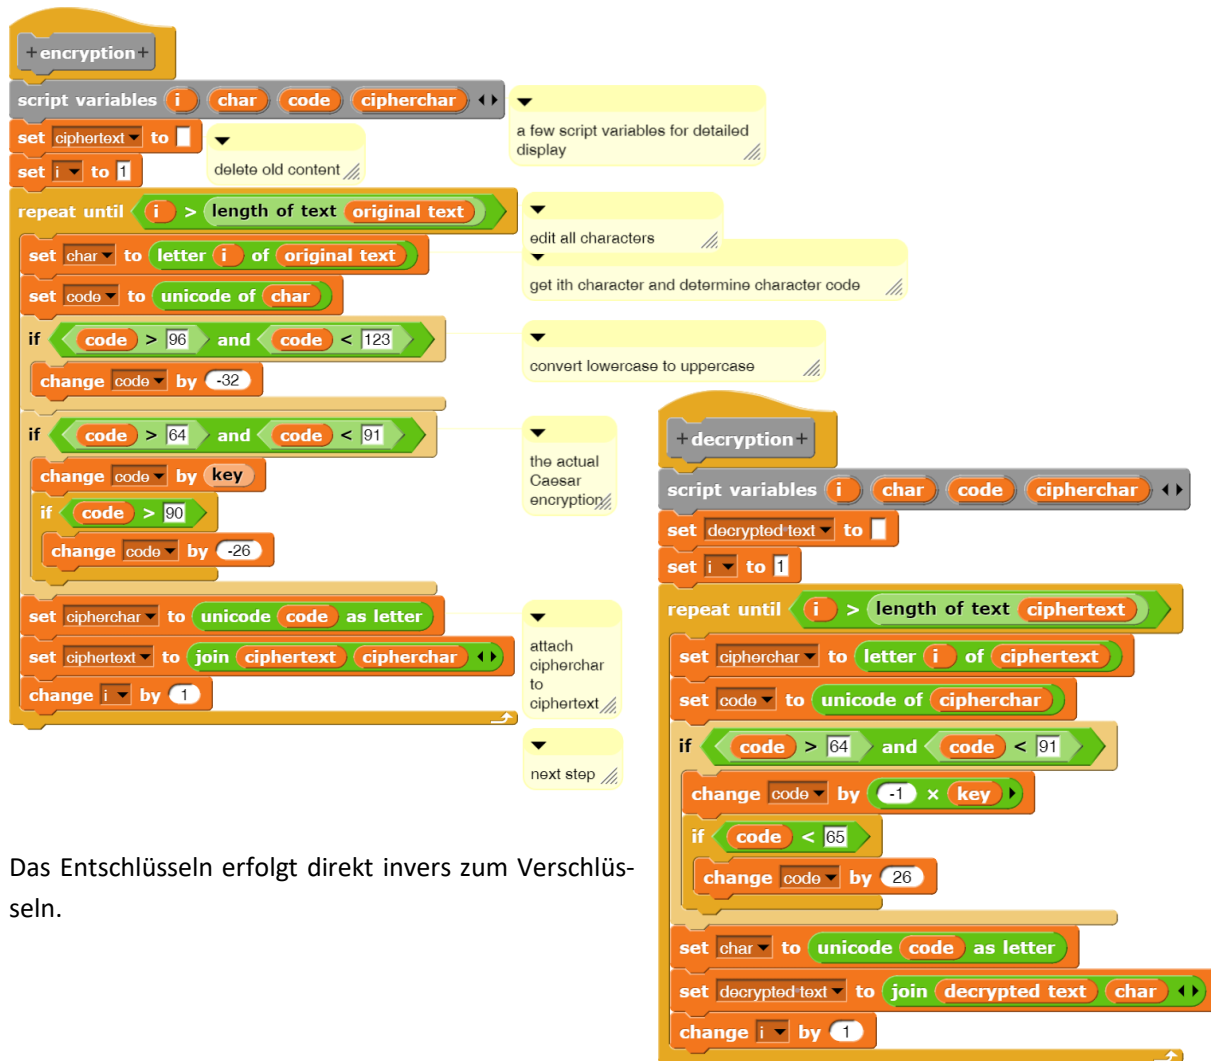 +encryption+
script variables i char code cipherchar
a few script variables for detailed
display
set ciphertext to
delete old content
set i to 1
repeat until i > length of text original text
edit all characters
set char to letter i of original text
get ith character and determine character code
set code to unicode of char
if code > 96 and code < 123
convert lowercase to uppercase
change code by -32
if code > 64 and code < 91
the actual
Caesar
encryption
change code by key
if code > 90
change code by -26
set cipherchar to unicode code as letter
attach
cipherchar
to
ciphertext
set ciphertext to join ciphertext cipherchar
change i by 1
next step
+decryption+
script variables i char code cipherchar
set decrypted text to
set i to 1
repeat until i > length of text ciphertext
set cipherchar to letter i of ciphertext
set code to unicode of cipherchar
if code > 64 and code < 91
change code by -1 × key
if code < 65
change code by 26
set char to unicode code as letter
set decrypted text to join decrypted text char
change i by 1
Das Entschlüsseln erfolgt direkt invers zum Verschlüs-
seln.